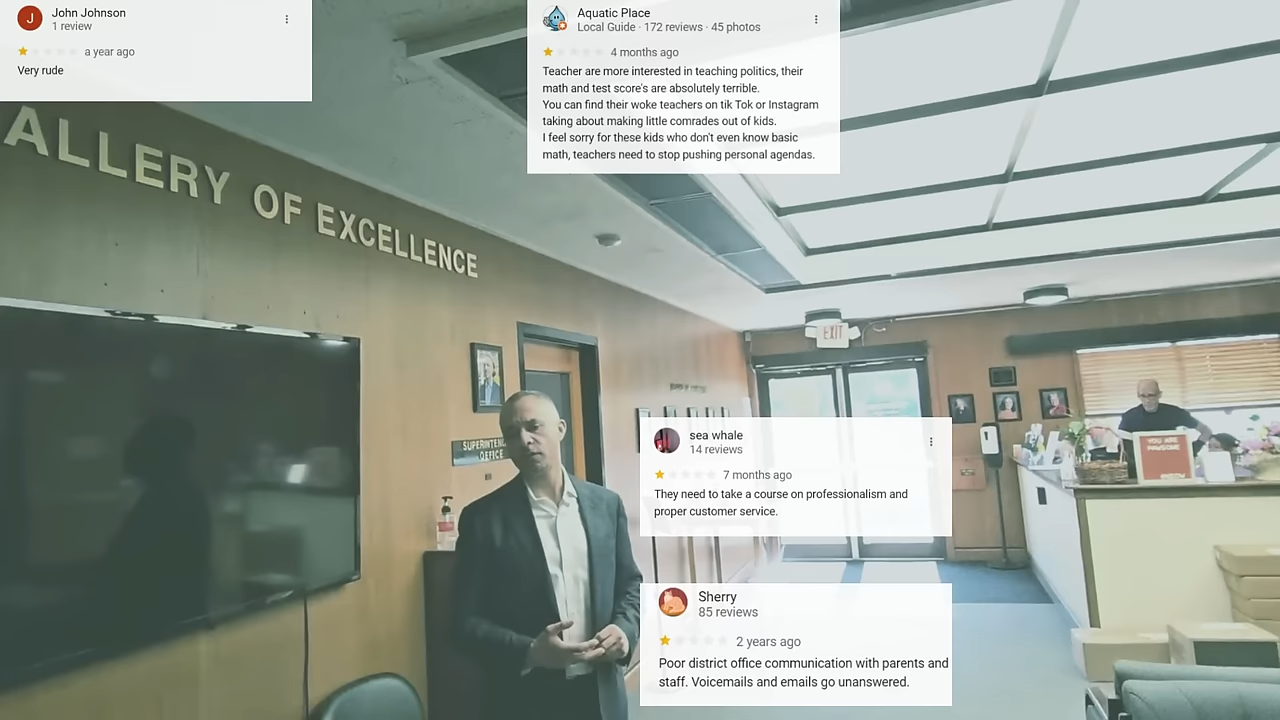 John Johnson
1 review
a year ago
Very rude
Aquatic Place
Local Guide · 172 reviews · 45 photos
4 months ago
Teacher are more interested in teaching politics, their
math and test score's are absolutely terrible.
You can find their woke teachers on tik Tok or Instagram
taking about making little comrades out of kids.
I feel sorry for these kids who don't even know basic
math, teachers need to stop pushing personal agendas.
ALLERY OF EXCELLENCE
EXIT
SUPERINTEN
OFFICE
YOU ARE
AWESOME
sea whale
14 reviews
7 months ago
They need to take a course on professionalism and
proper customer service.
Sherry
85 reviews
2 years ago
Poor district office communication with parents and
staff. Voicemails and emails go unanswered.